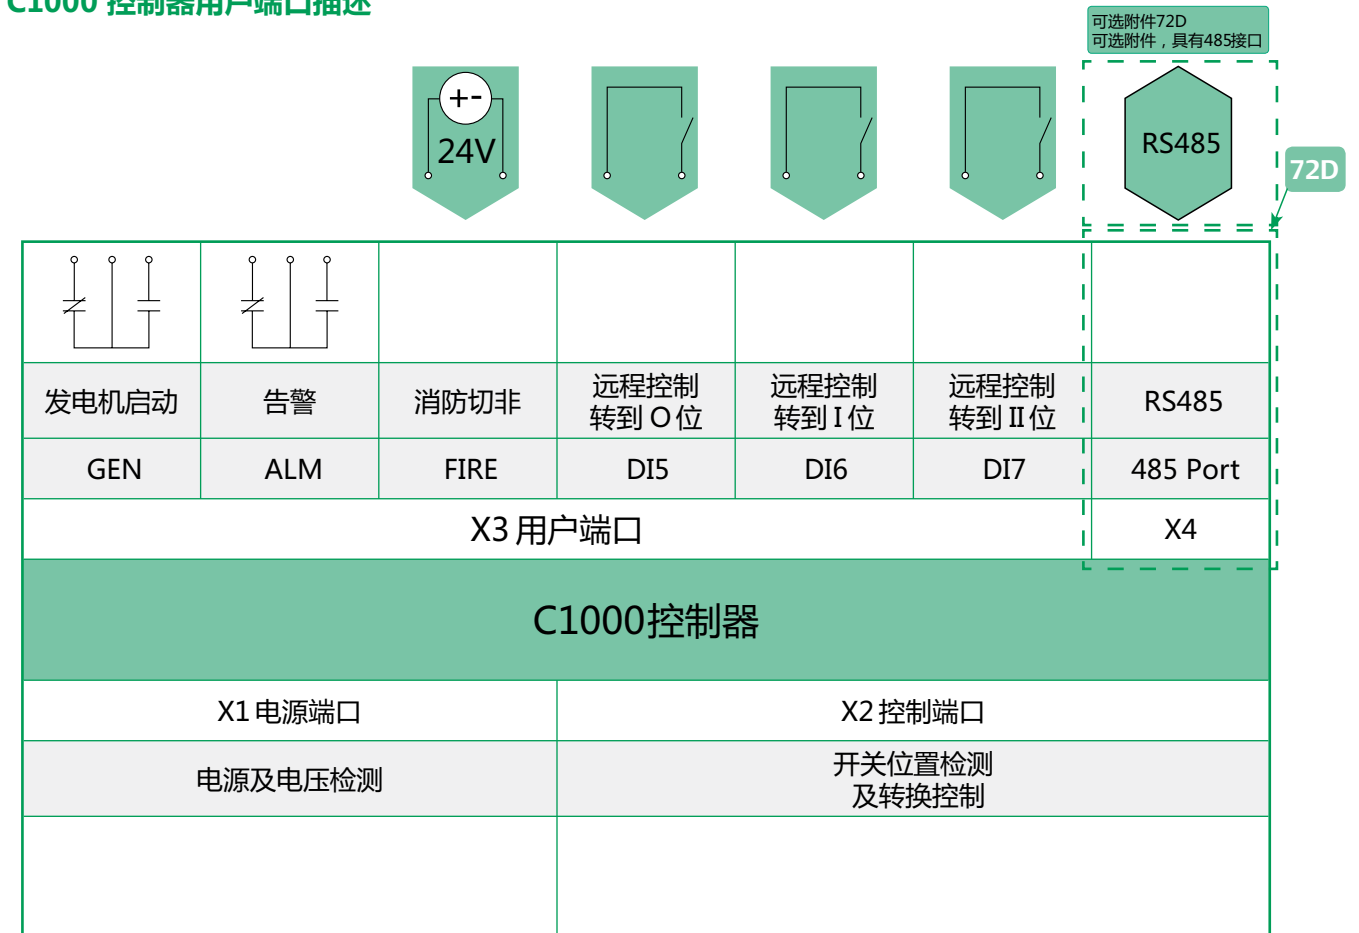 C1000 控制器用户端口描述
可选附件72D
可选附件，具有485接口
+-
24V
RS485
72D
发电机启动
告警
消防切非
远程控制
转到 O 位
远程控制
转到 I 位
远程控制
转到 II 位
RS485
GEN
ALM
FIRE
DI5
DI6
DI7
485 Port
X3 用户端口
X4
C1000控制器
X1 电源端口
X2 控制端口
电源及电压检测
开关位置检测
及转换控制